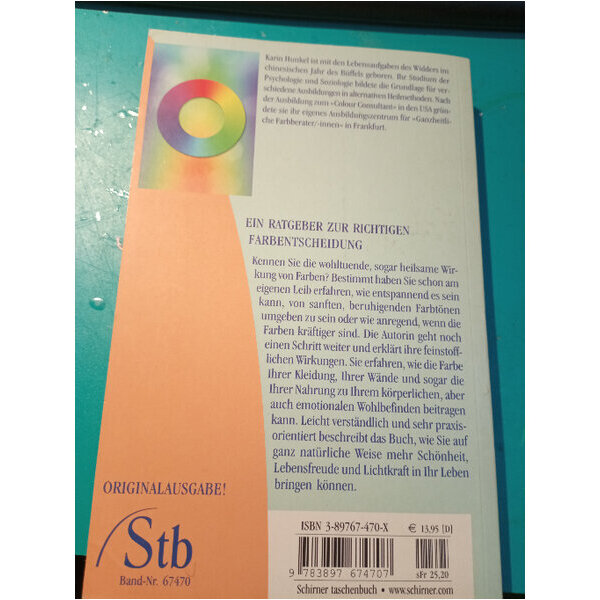 Karin Hunkel ist mit den Lebensaufgaben des Widders im
chinesischen Jahr des Büffels geboren. Ihr Studium der
Psychologie und Soziologie bildete die Grundlage für ver-
schiedene Ausbildungen in alternativen Heilmethoden. Nach
der Ausbildung zum »Colour Consultant« in den USA grün-
dete sie ihr eigenes Ausbildungszentrum für »Ganzheitli-
che Farbberater/-innen« in Frankfurt.
EIN RATGEBER ZUR RICHTIGEN
FARBENTSCHEIDUNG
Kennen Sie die wohltuende, sogar heilsame Wir-
kung von Farben? Bestimmt haben Sie schon am
eigenen Leib erfahren, wie entspannend es sein
kann, von sanften, beruhigenden Farbtönen
umgeben zu sein oder wie anregend, wenn die
Farben kräftiger sind. Die Autorin geht noch
einen Schritt weiter und erklärt ihre feinstoff-
lichen Wirkungen. Sie erfahren, wie die Farbe
Ihrer Kleidung, Ihrer Wände und sogar die
Ihrer Nahrung zu Ihrem körperlichen, aber
auch emotionalen Wohlbefinden beitragen
kann. Leicht verständlich und sehr praxis-
orientiert beschreibt das Buch, wie Sie auf
ganz natürliche Weise mehr Schönheit,
Lebensfreude und Lichtkraft in Ihr Leben
bringen können.
ORIGINALAUSGABE!
Stb
Band-Nr. 67470
ISBN 3-89767-470-X
€ 13,95 [D]
9 783897 674707
sFr 25,20
Schirner taschenbuch • www.schirner.com